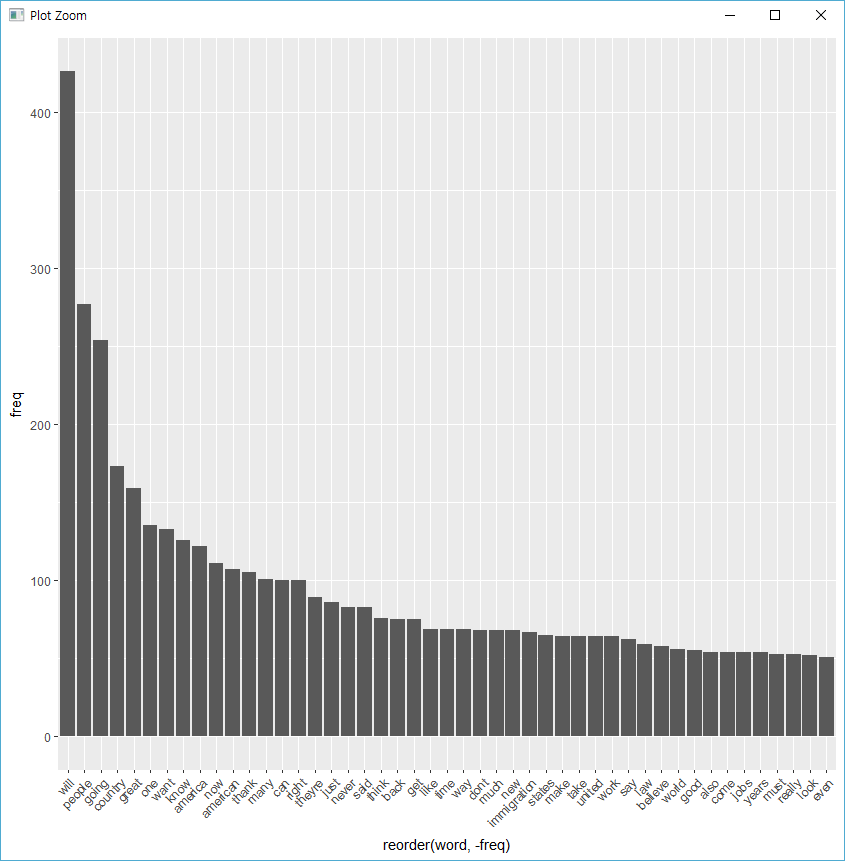 Plot Zoom
400
300
200
100
0
freq
will people going country great one want know america now american thank many can right theyre just never said think back get like time way dont much new immigration states make take united work say law believe world good also come jobs years must really look even
reorder(word, -freq)